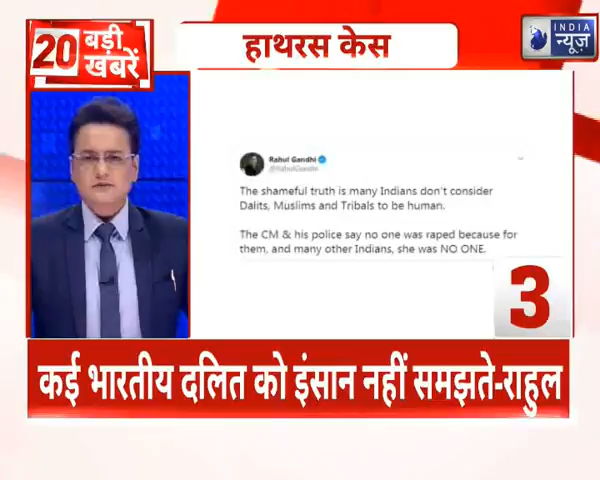 20 बड़ी
खबरें
हाथरस केस
INDIA
न्यूज़
Rahul Gandhi
@RahulGandhi
The shameful truth is many Indians don't consider
Dalits, Muslims and Tribals to be human.
The CM & his police say no one was raped because for
them, and many other Indians, she was NO ONE.
3
कई भारतीय दलित को इंसान नहीं समझते-राहुल